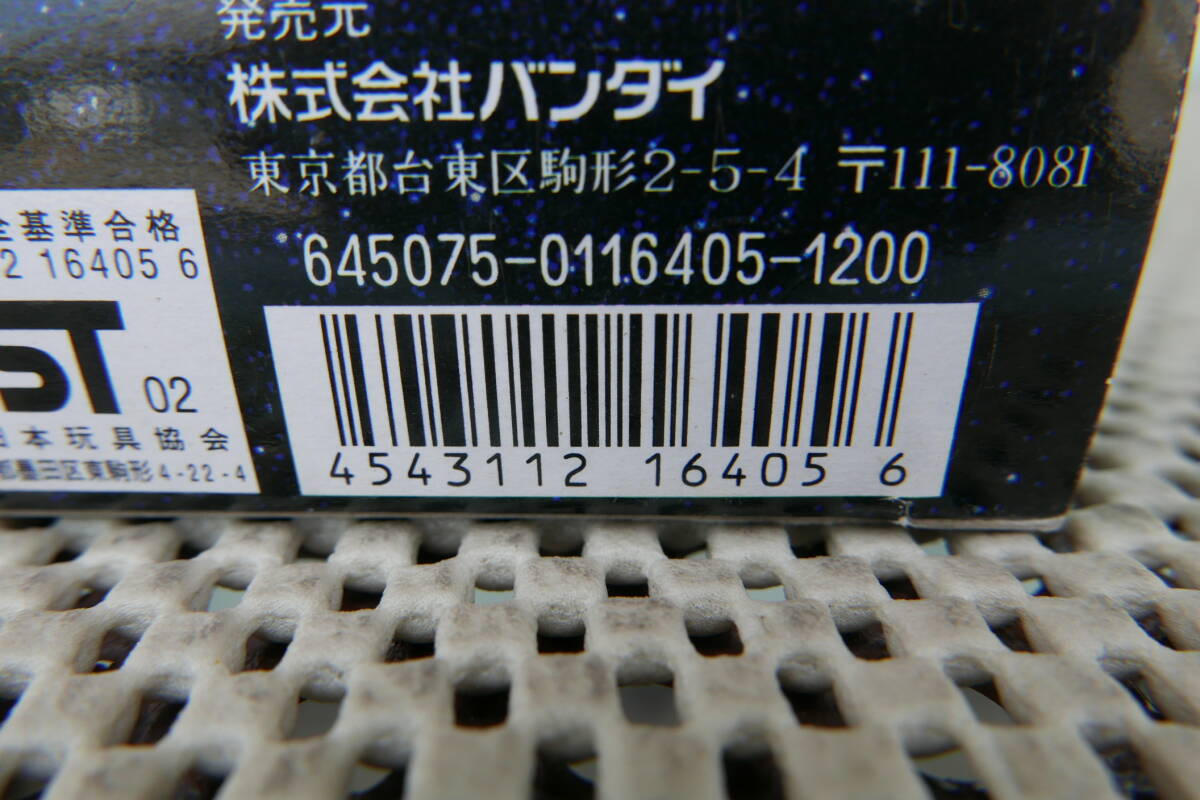 発売元
株式会社バンダイ
東京都台東区駒形2-5-4 〒111-8081
645075-0116405-1200
4543112 16405 6
全基準合格
2 16405 6
ST 02
日本玩具協会
都墨田区東駒形4-22-4